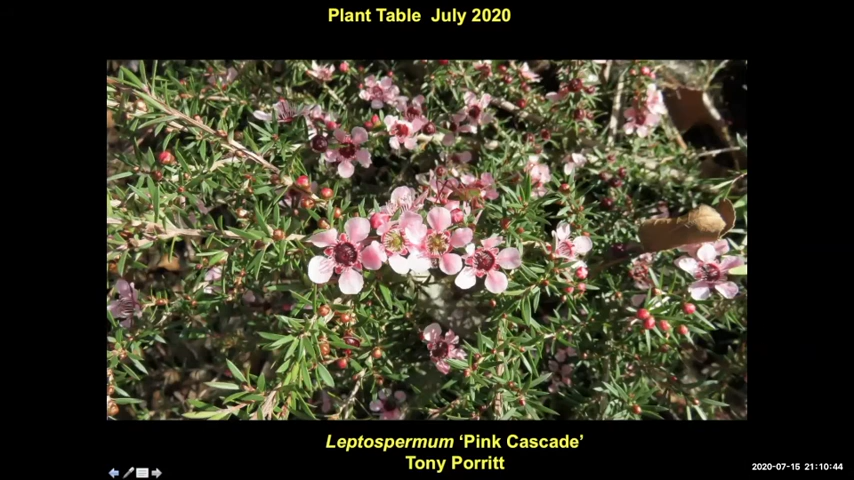 Plant Table July 2020
Leptospermum ‘Pink Cascade’
Tony Porritt
2020-07-15 21:10:44